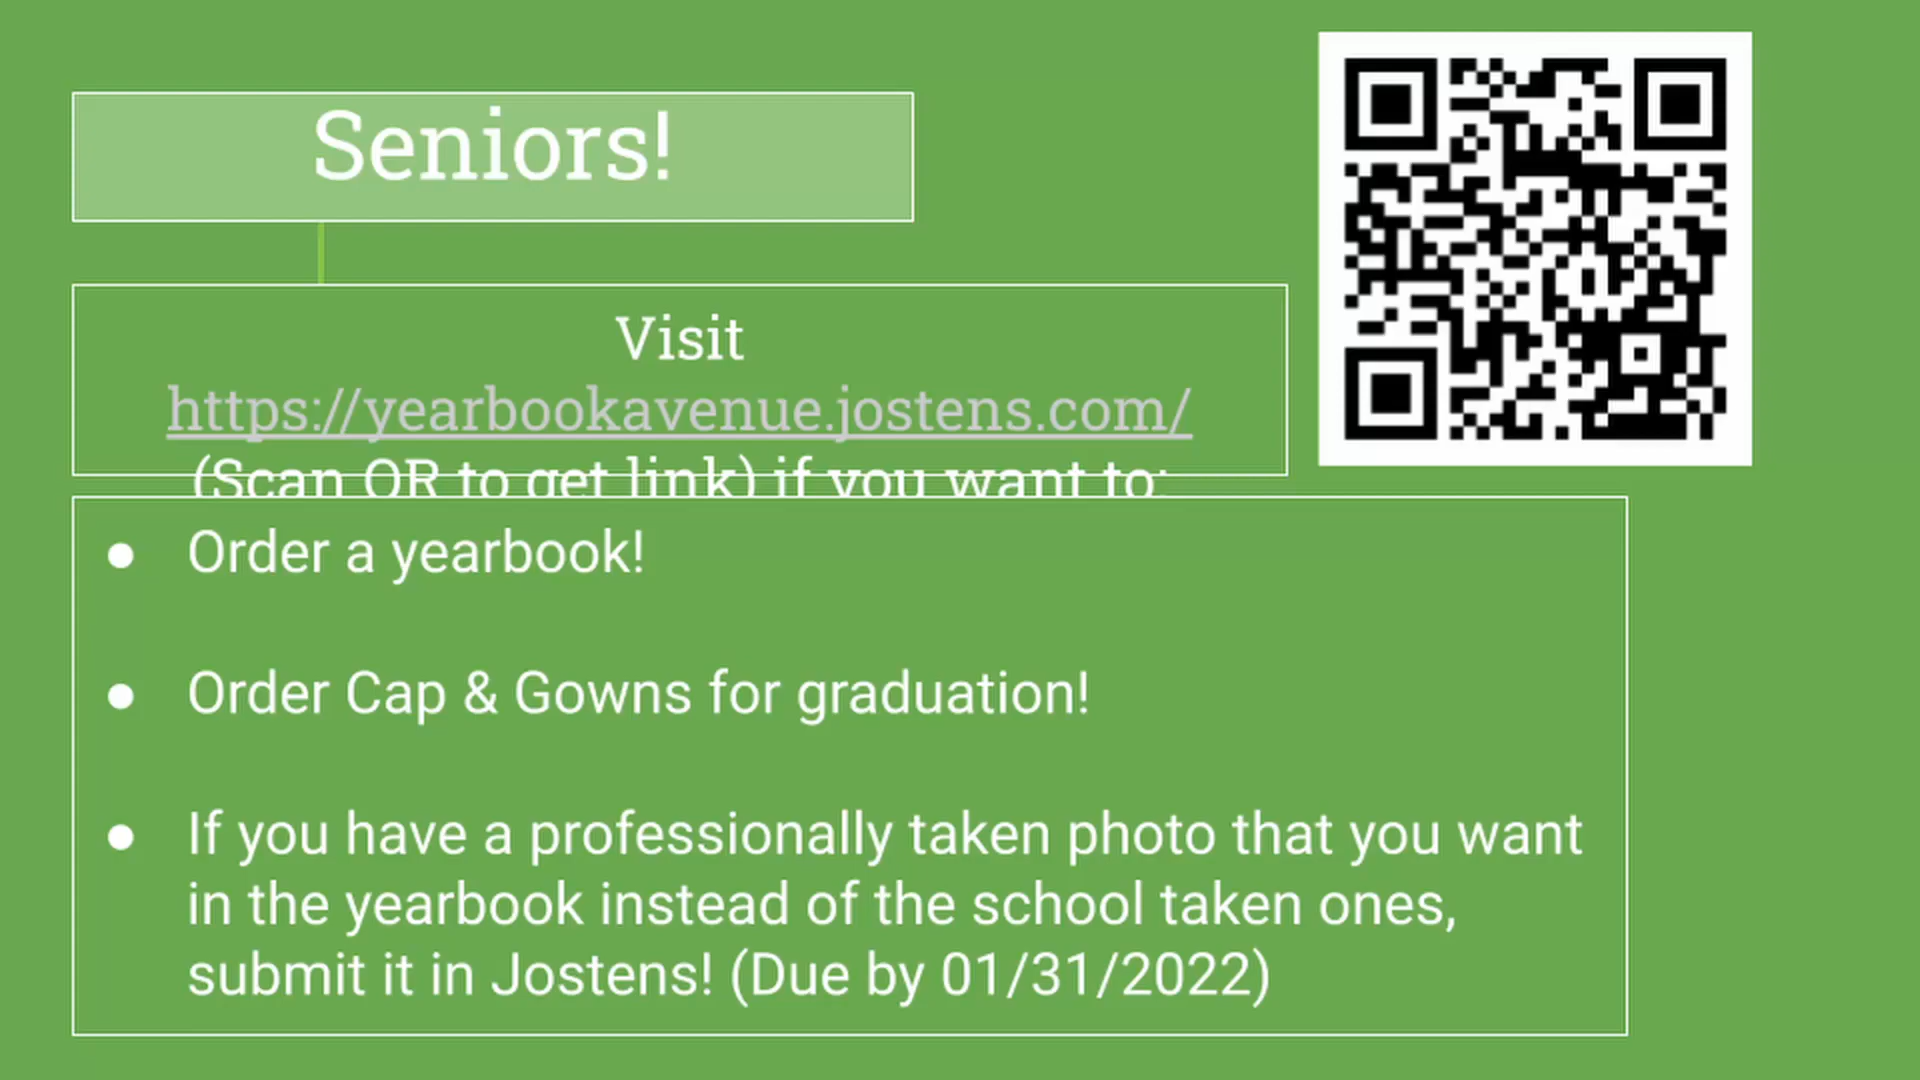 Seniors!
Visit
https://yearbookavenue.jostens.com/
(Scan QR to get link) if you want to:
● Order a yearbook!
● Order Cap & Gowns for graduation!
● If you have a professionally taken photo that you want
in the yearbook instead of the school taken ones,
submit it in Jostens! (Due by 01/31/2022)